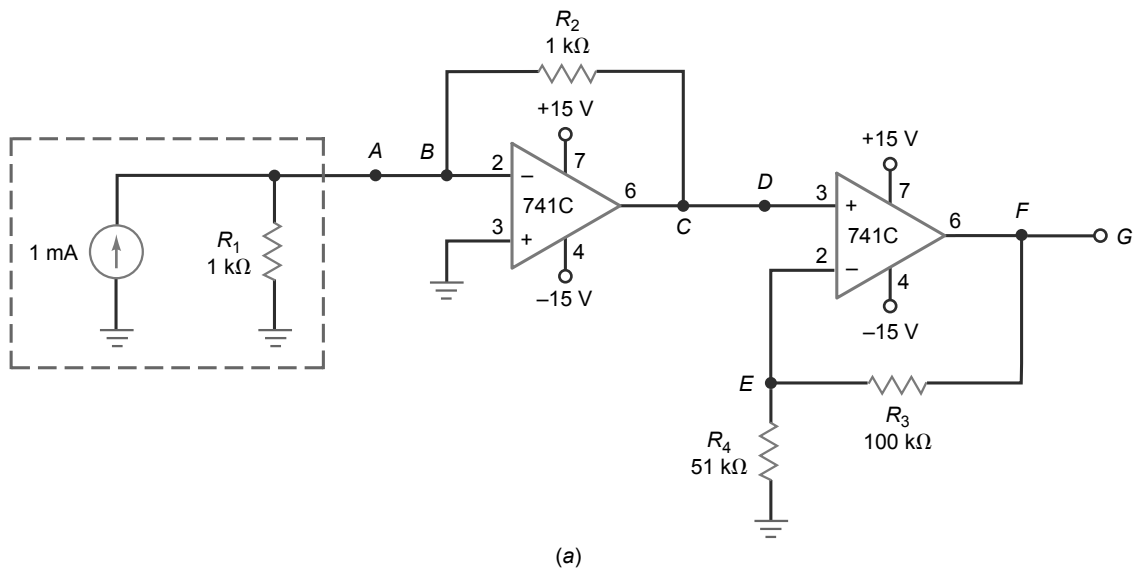 R2
1 kΩ
+15 V
7
A
B
2
−
741C
6
3
+
4
–15 V
C
D
1 mA
R1
1 kΩ
+15 V
7
3
+
741C
6
2
−
4
–15 V
F
G
E
R3
100 kΩ
R4
51 kΩ
(a)